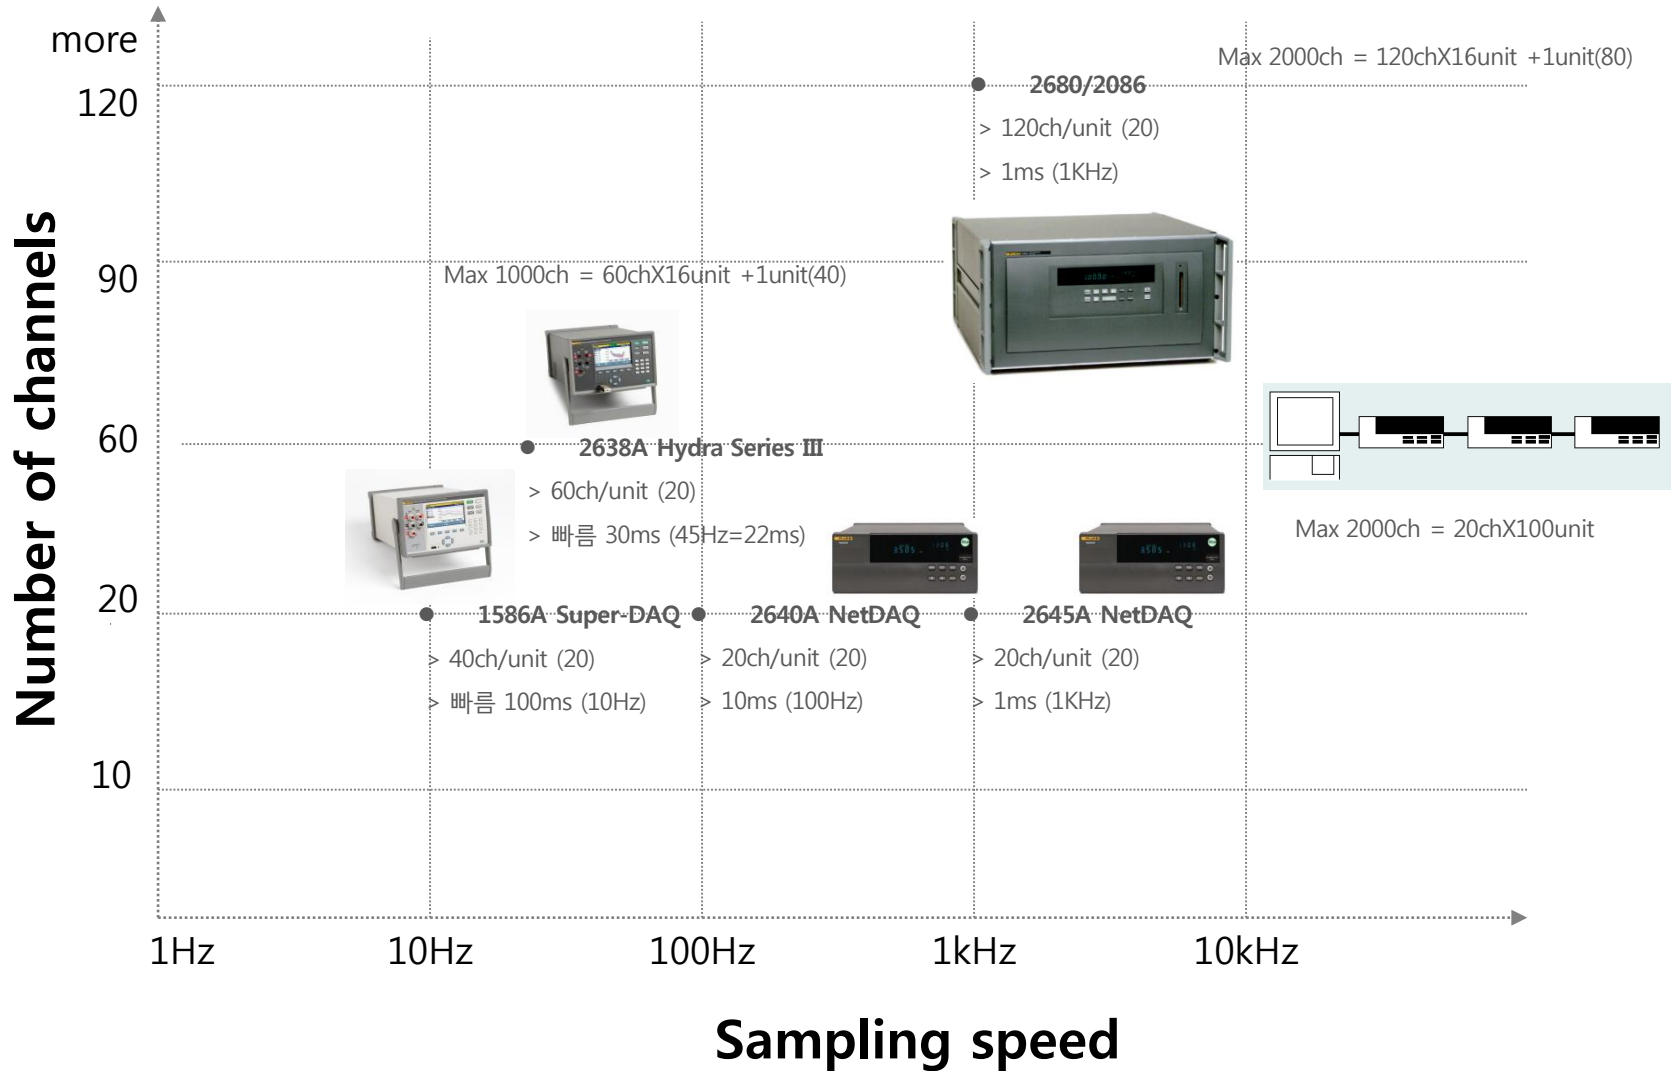 more
120
90
60
20
10
Number of channels
Max 2000ch = 120chX16unit +1unit(80)
2680/2086
> 120ch/unit (20)
> 1ms (1KHz)
Max 1000ch = 60chX16unit +1unit(40)
2638A Hydra Series Ⅲ
> 60ch/unit (20)
> 빠름 30ms (45Hz=22ms)
Max 2000ch = 20chX100unit
1586A Super-DAQ
> 40ch/unit (20)
> 빠름 100ms (10Hz)
2640A NetDAQ
> 20ch/unit (20)
> 10ms (100Hz)
2645A NetDAQ
> 20ch/unit (20)
> 1ms (1KHz)
1Hz
10Hz
100Hz
1kHz
10kHz
Sampling speed